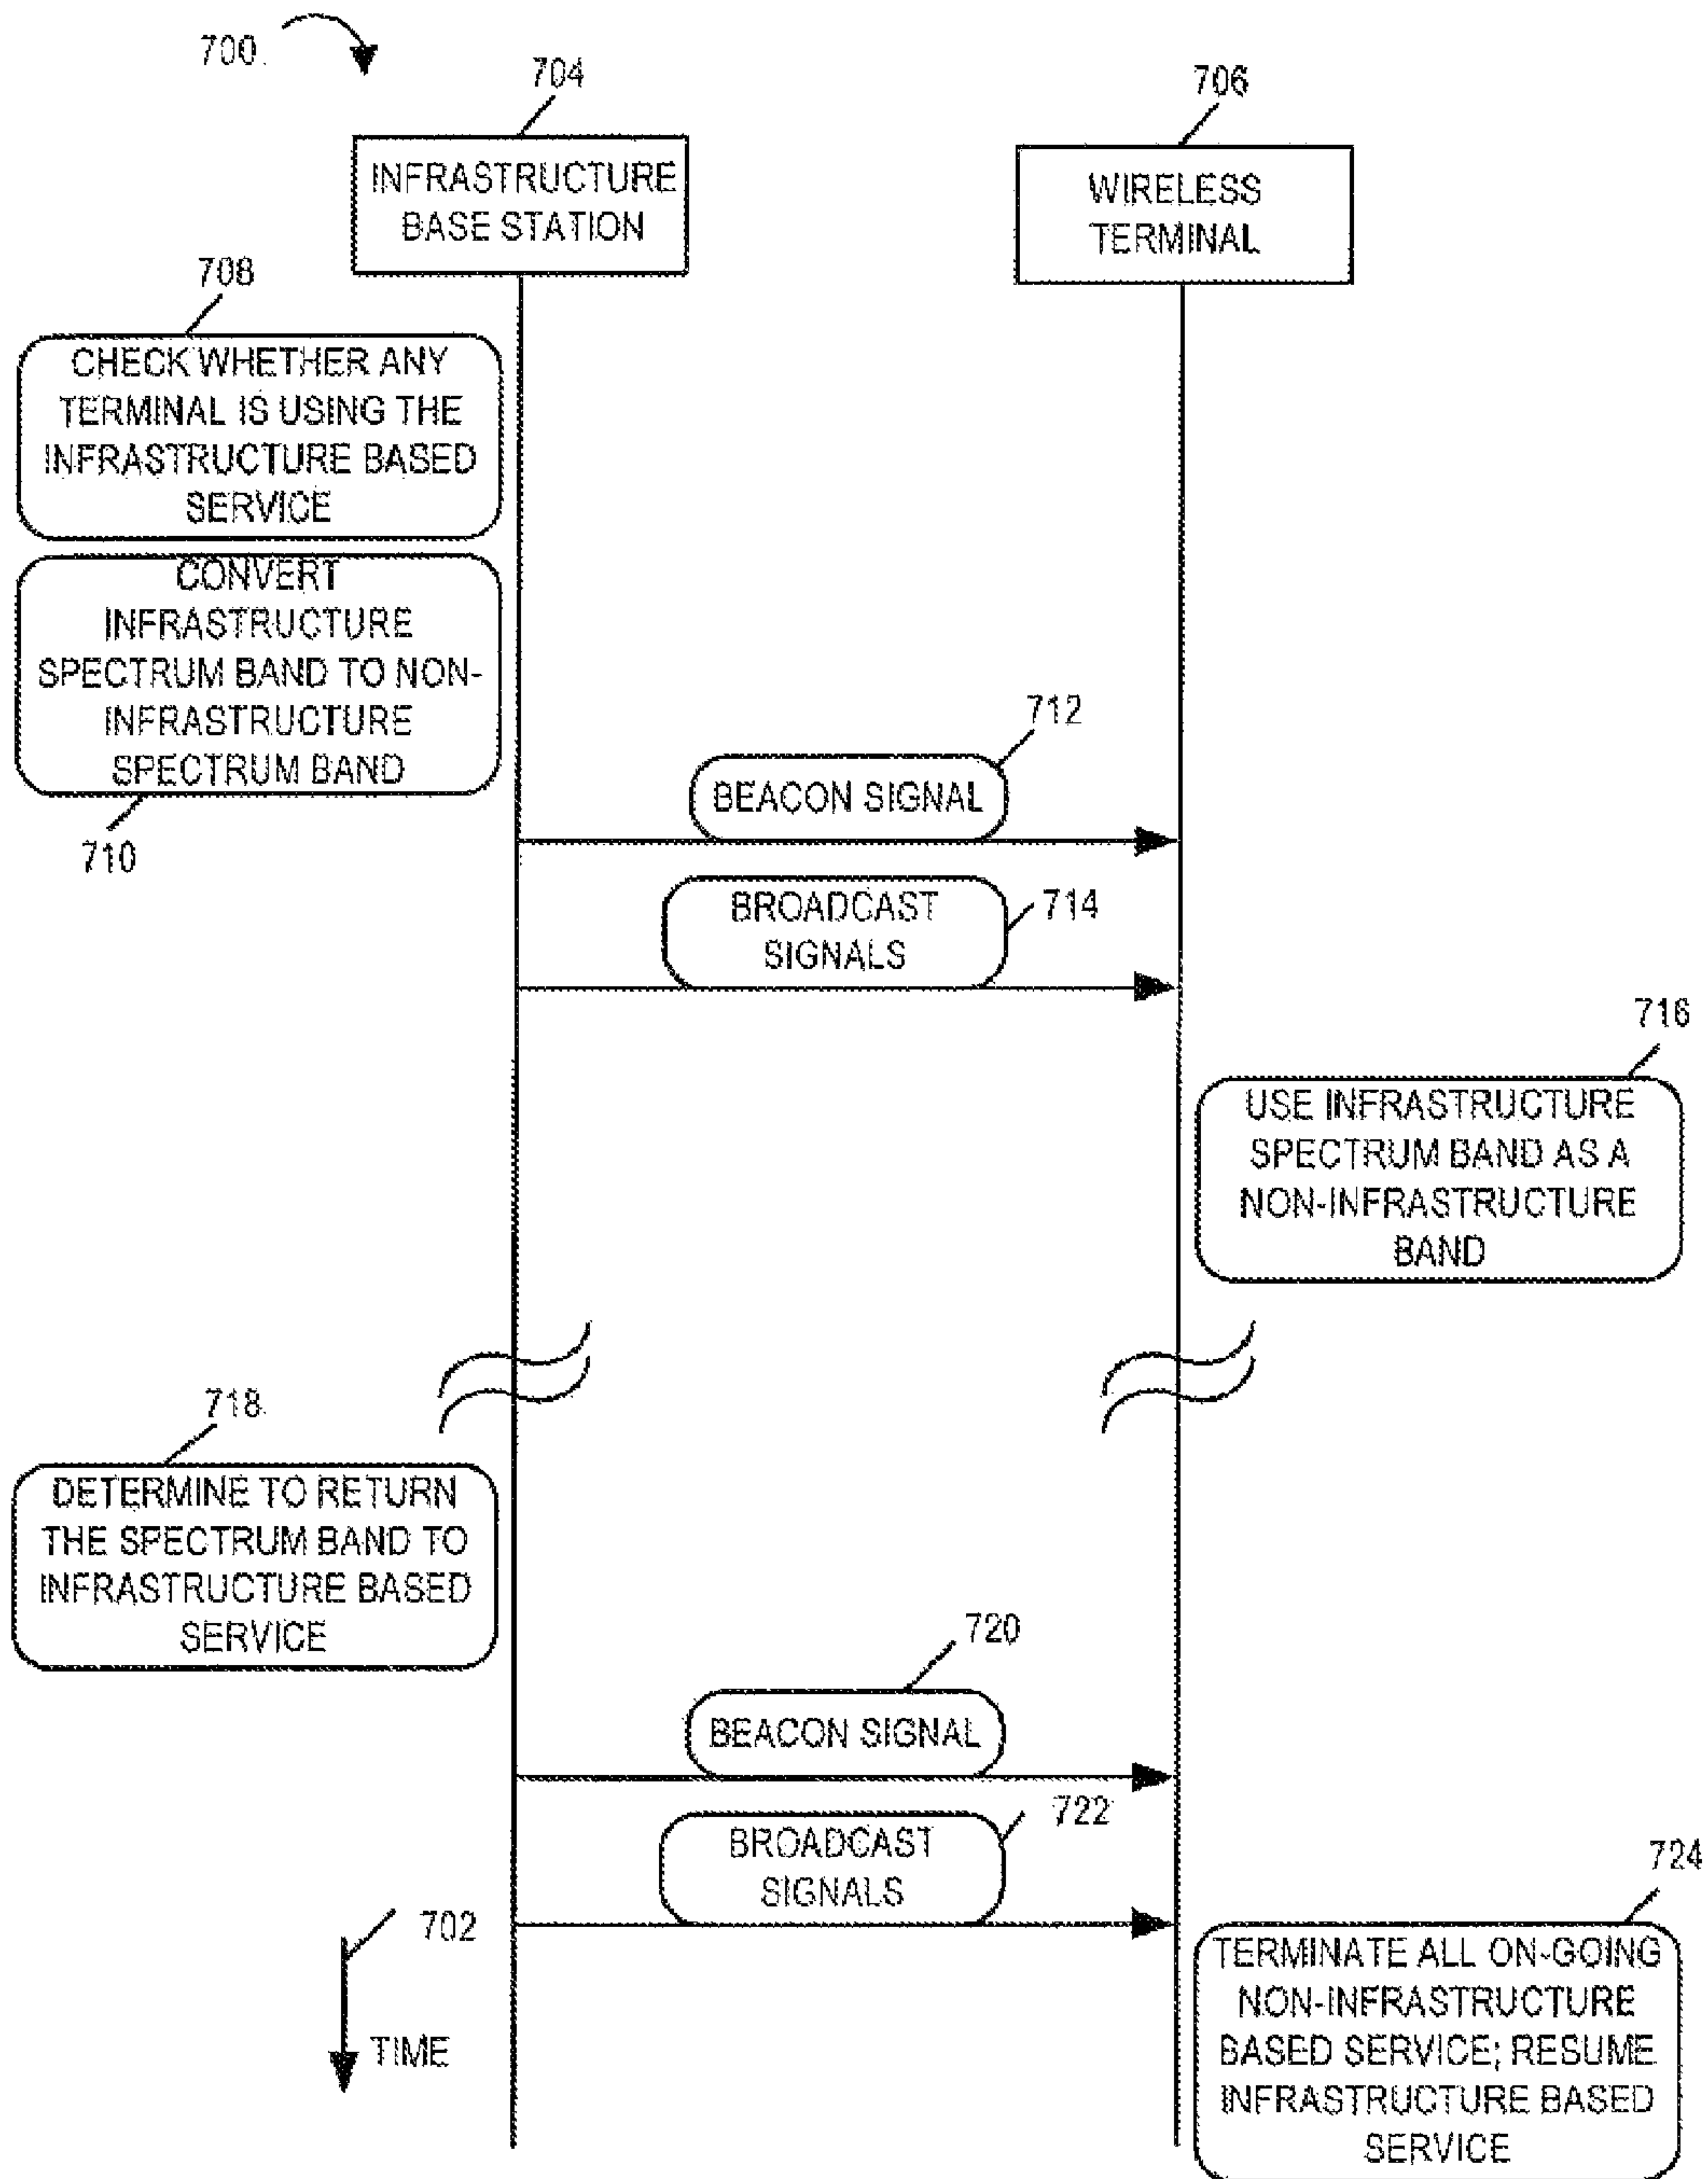 700
704
706
INFRASTRUCTURE
BASE STATION
WIRELESS
TERMINAL
708
CHECK WHETHER ANY
TERMINAL IS USING THE
INFRASTRUCTURE BASED
SERVICE
CONVERT
INFRASTRUCTURE
SPECTRUM BAND TO NON-
INFRASTRUCTURE
SPECTRUM BAND
710
712
BEACON SIGNAL
BROADCAST
SIGNALS
714
716
USE INFRASTRUCTURE
SPECTRUM BAND AS A
NON-INFRASTRUCTURE
BAND
718
DETERMINE TO RETURN
THE SPECTRUM BAND TO
INFRASTRUCTURE BASED
SERVICE
720
BEACON SIGNAL
722
BROADCAST
SIGNALS
724
TERMINATE ALL ON-GOING
NON-INFRASTRUCTURE
BASED SERVICE; RESUME
INFRASTRUCTURE BASED
SERVICE
702
TIME